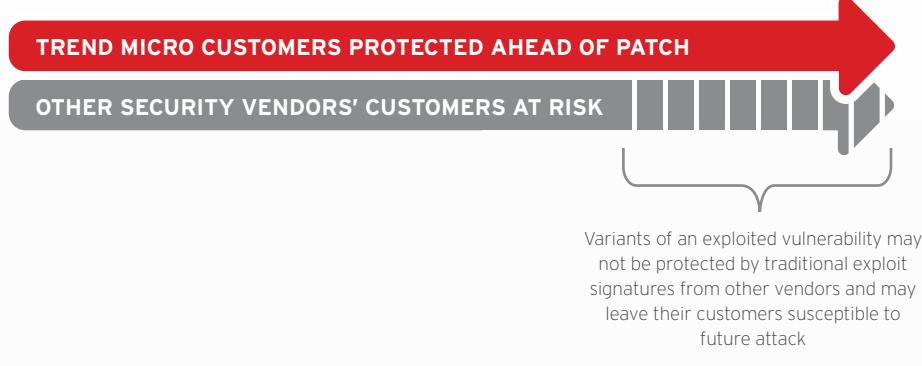 TREND MICRO CUSTOMERS PROTECTED AHEAD OF PATCH
OTHER SECURITY VENDORS' CUSTOMERS AT RISK
Variants of an exploited vulnerability may
not be protected by traditional exploit
signatures from other vendors and may
leave their customers susceptible to
future attack